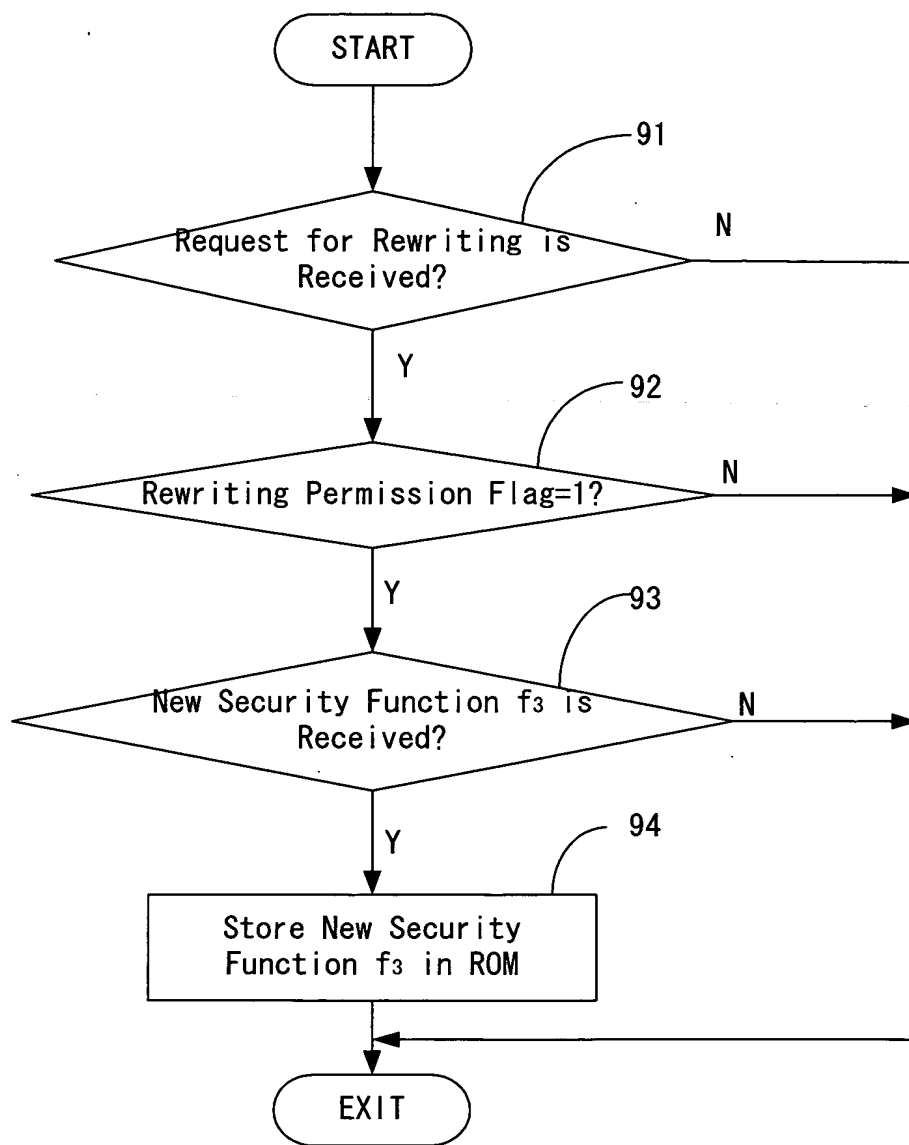 START
91
Request for Rewriting is
Received?
N
Y
92
Rewriting Permission Flag=1?
N
Y
93
New Security Function f₃ is
Received?
N
Y
94
Store New Security
Function f₃ in ROM
EXIT